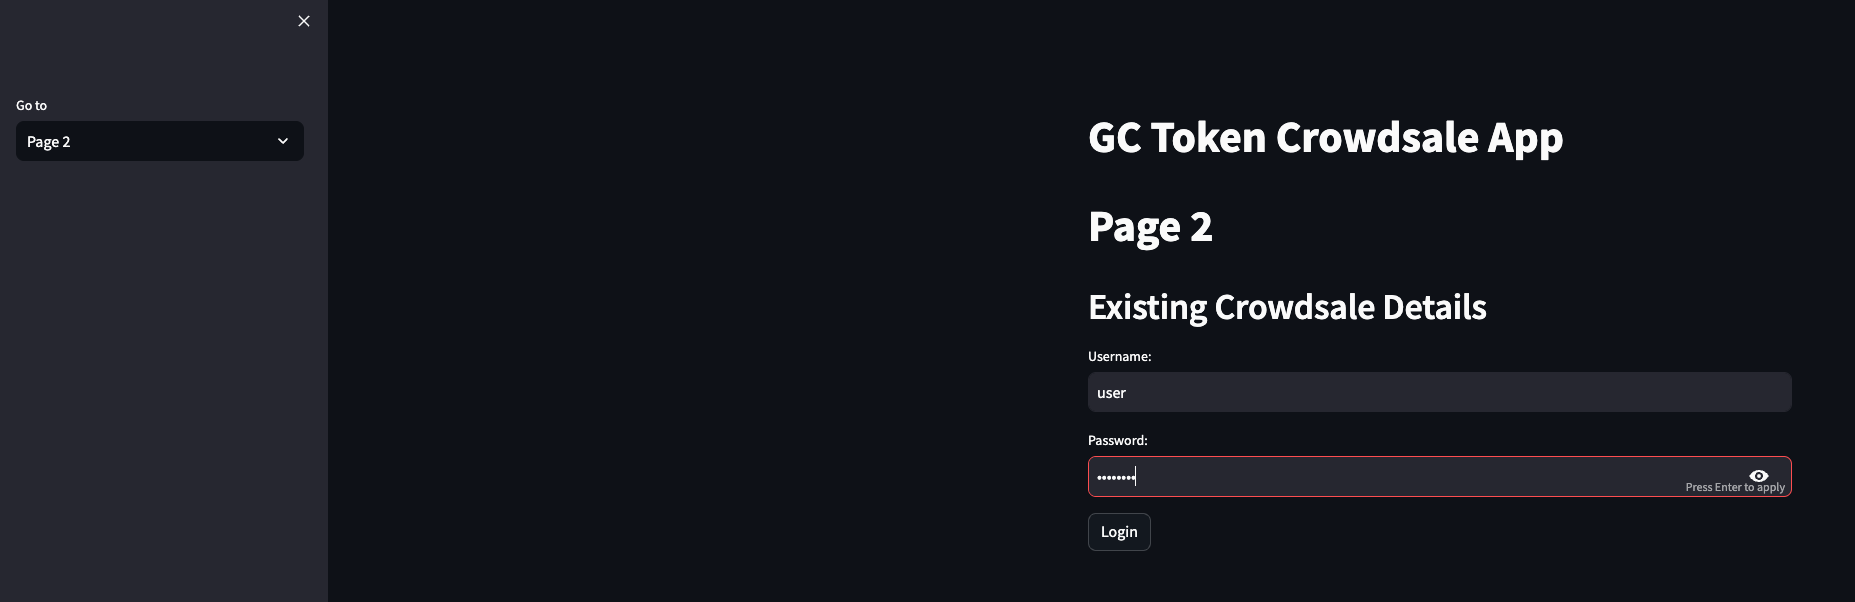 Go to
Page 2
GC Token Crowdsale App
Page 2
Existing Crowdsale Details
Username:
user
Password:
••••••••
Press Enter to apply
Login